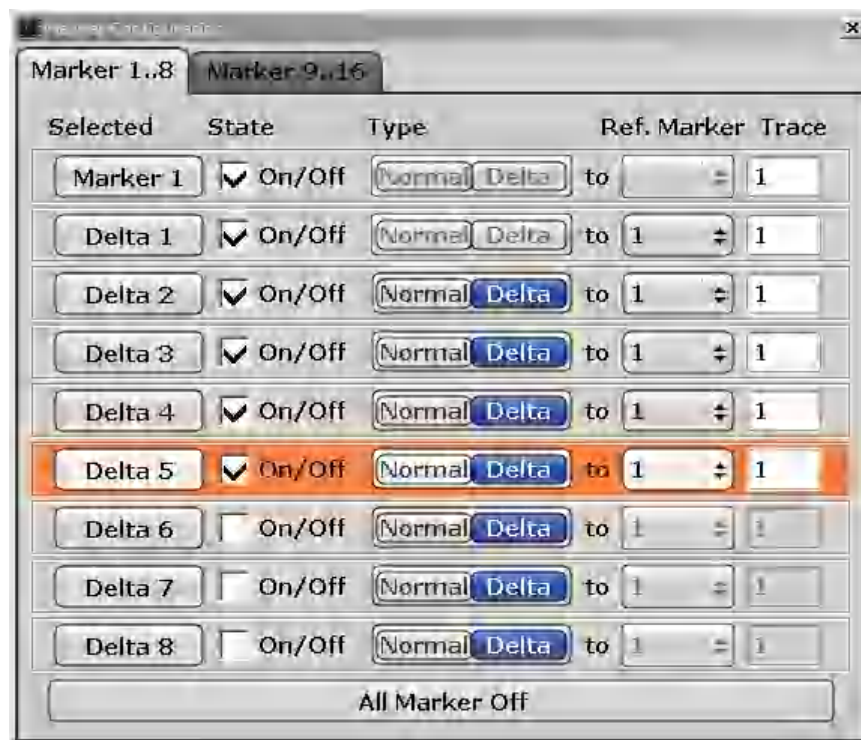 Marker 1..8 Marker 9..16
Selected State Type Ref. Marker Trace
Marker 1 On/Off Normal Delta to 1
Delta 1 On/Off Normal Delta to 1 1
Delta 2 On/Off Normal Delta to 1 1
Delta 3 On/Off Normal Delta to 1 1
Delta 4 On/Off Normal Delta to 1 1
Delta 5 On/Off Normal Delta to 1 1
Delta 6 On/Off Normal Delta to 1 1
Delta 7 On/Off Normal Delta to 1 1
Delta 8 On/Off Normal Delta to 1 1
All Marker Off